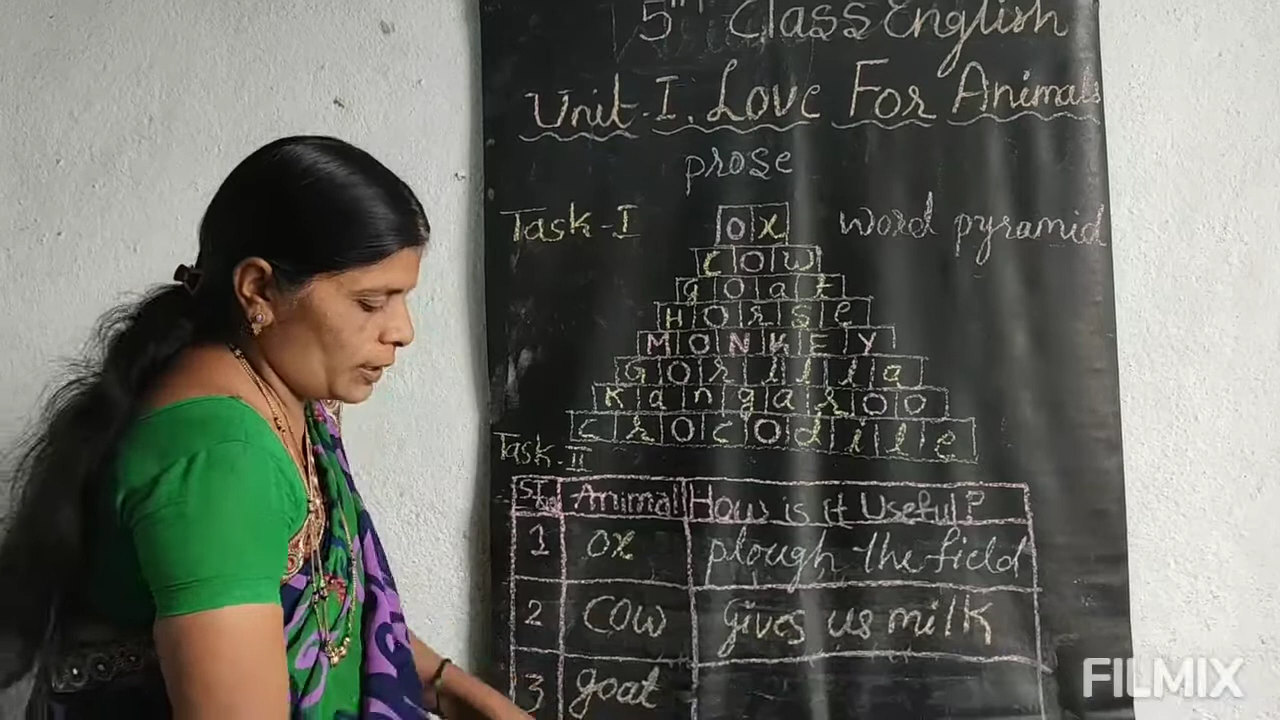 5th Class English
Unit-I. Love For Animals
prose
Task-I
word pyramid
OX
COW
goat
HORSE
MONKEY
Gorilla
Kangaroo
crocodile
Task-II
Animal How is it Useful?
1 OX plough the field
2 COW gives us milk
3 goat
FILMIX